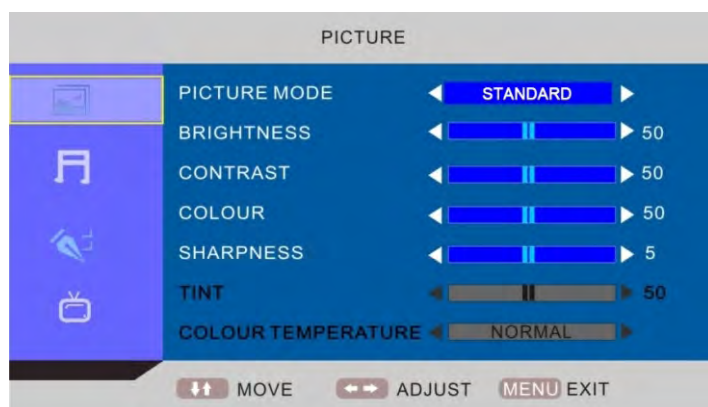 PICTURE
PICTURE MODE STANDARD
BRIGHTNESS 50
CONTRAST 50
COLOUR 50
SHARPNESS 5
TINT 50
COLOUR TEMPERATURE NORMAL
MOVE ADJUST MENU EXIT